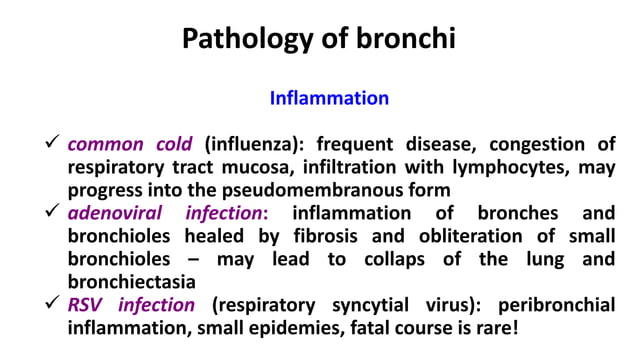 Pathology of bronchi
Inflammation
✓ common cold (influenza): frequent disease, congestion of
respiratory tract mucosa, infiltration with lymphocytes, may
progress into the pseudomembranous form
✓ adenoviral infection: inflammation of bronches and
bronchioles healed by fibrosis and obliteration of small
bronchioles – may lead to collaps of the lung and
bronchiectasia
✓ RSV infection (respiratory syncytial virus): peribronchial
inflammation, small epidemies, fatal course is rare!